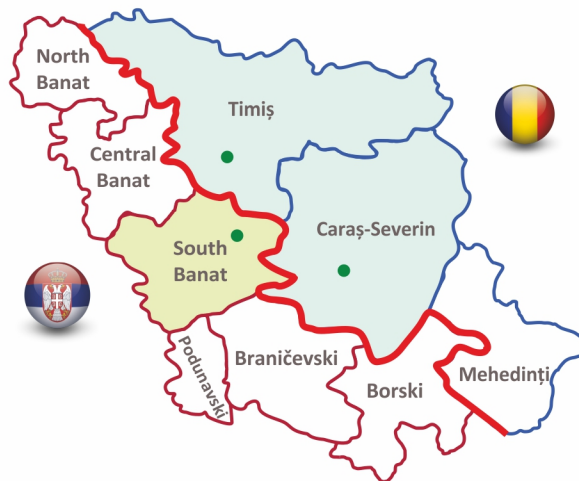 North
Banat
Timiș
Central
Banat
Caraș-Severin
South
Banat
Podunavski
Braničevski
Borski
Mehedinți